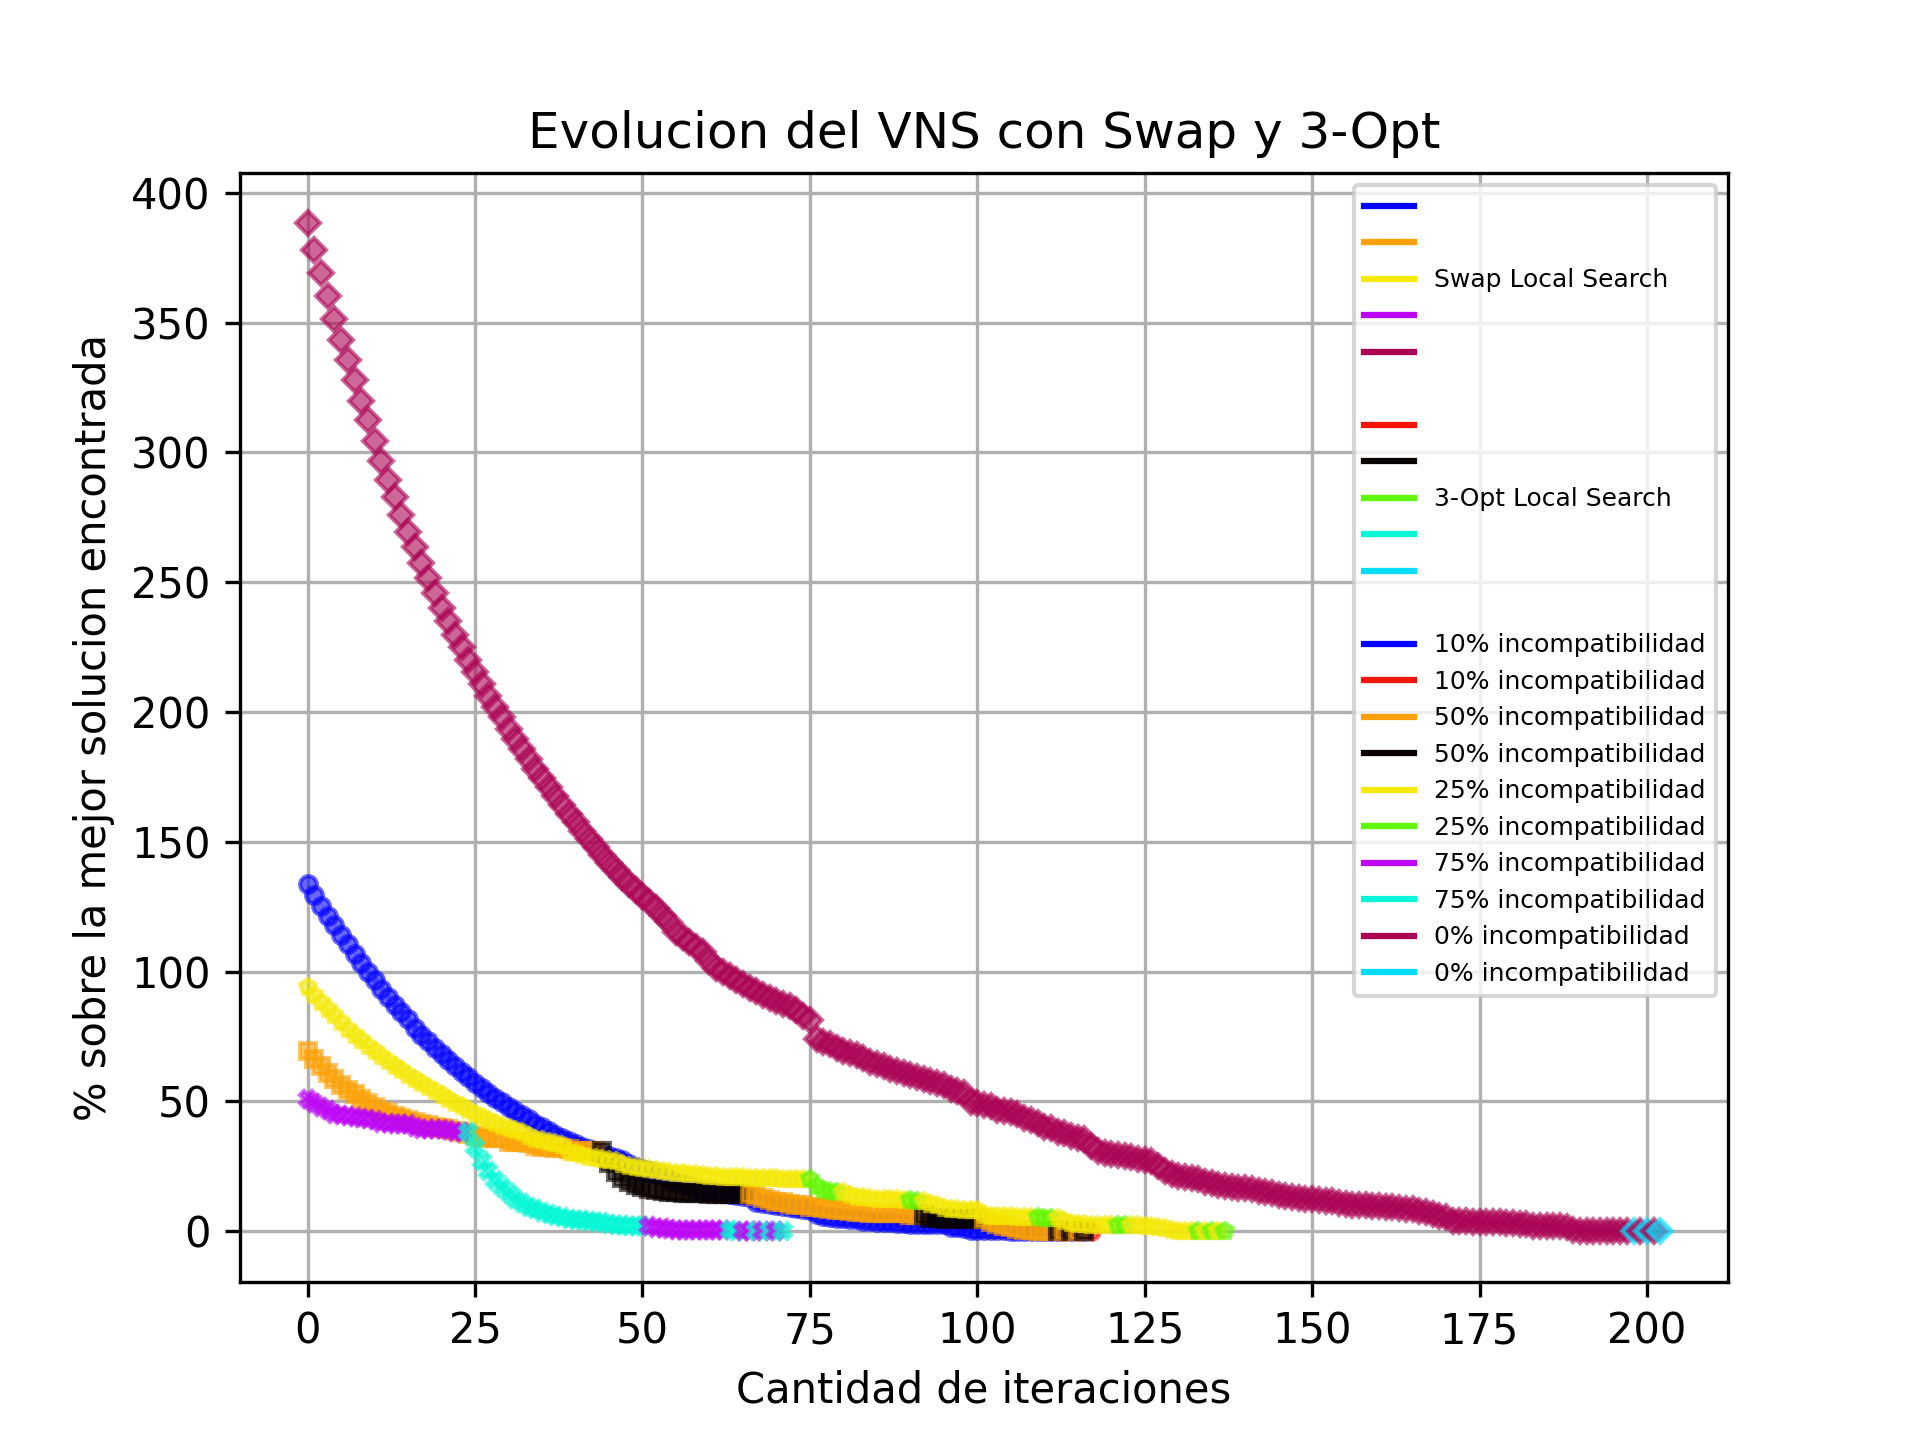 Evolucion del VNS con Swap y 3-Opt
% sobre la mejor solucion encontrada
400
350
300
250
200
150
100
50
0
Swap Local Search
3-Opt Local Search
10% incompatibilidad
10% incompatibilidad
50% incompatibilidad
50% incompatibilidad
25% incompatibilidad
25% incompatibilidad
75% incompatibilidad
75% incompatibilidad
0% incompatibilidad
0% incompatibilidad
0 25 50 75 100 125 150 175 200
Cantidad de iteraciones